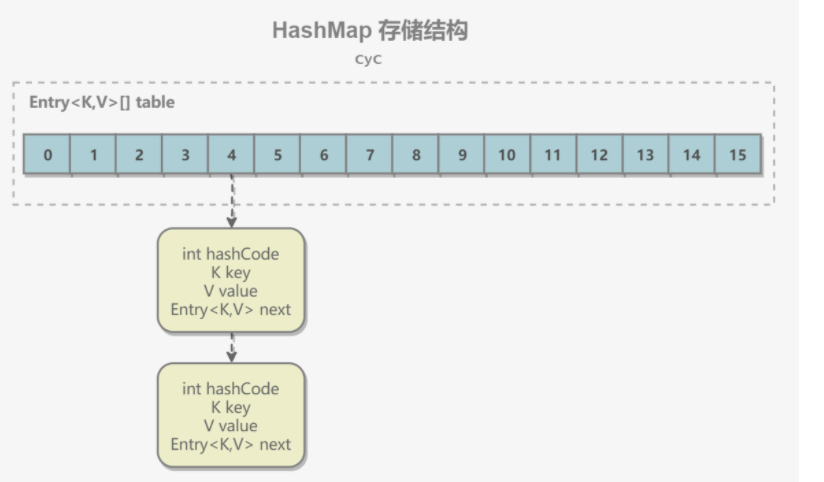 HashMap 存储结构
CyC
Entry<K,V>[] table
0 1 2 3 4 5 6 7 8 9 10 11 12 13 14 15
int hashCode
K key
V value
Entry<K,V> next
int hashCode
K key
V value
Entry<K,V> next